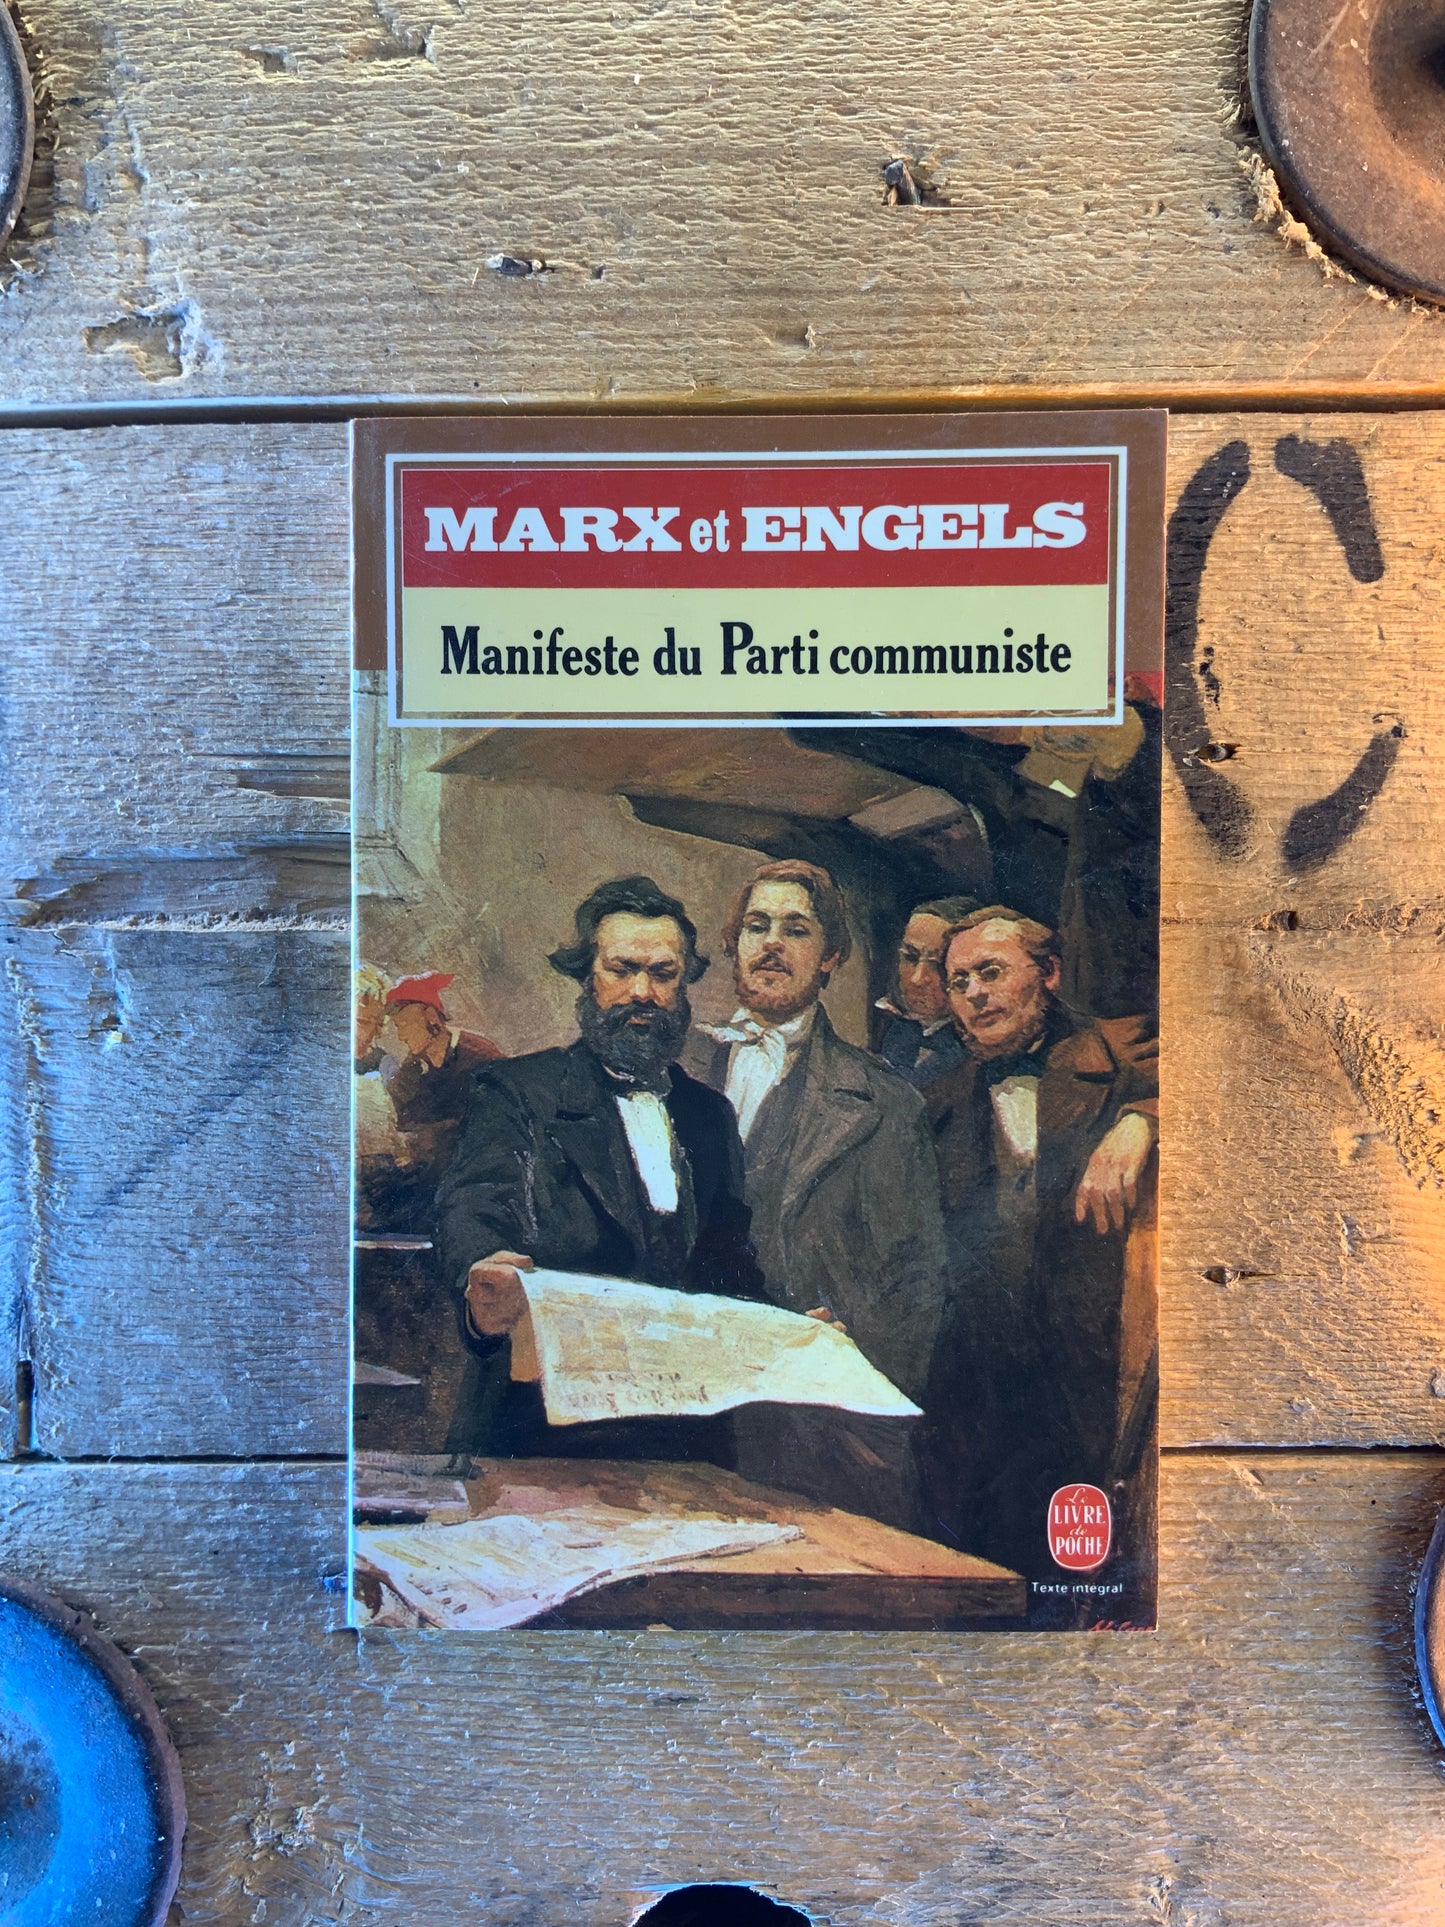 MARX et ENGELS
Manifeste du Parti communiste
Le
LIVRE
de
POCHE
Texte intégral